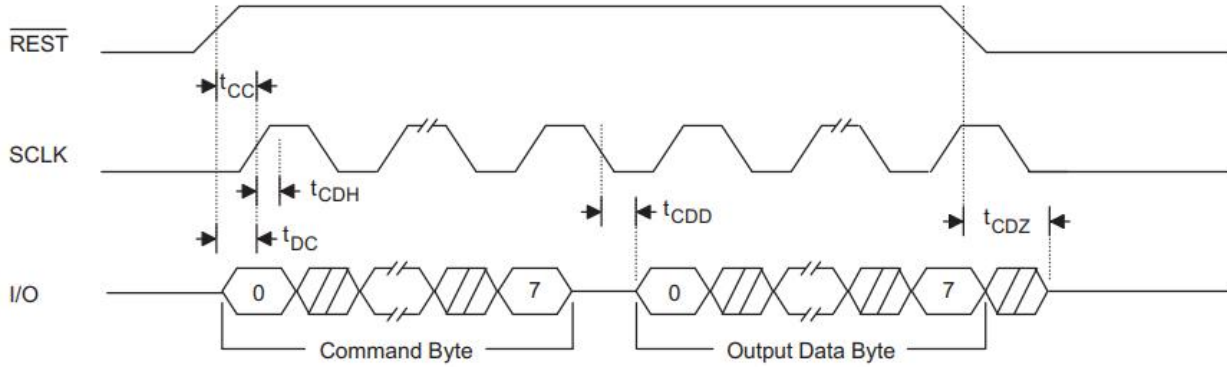 REST
tCC
SCLK
tCDH
tCDD
tCDZ
tDC
I/O
0
7
0
7
Command Byte
Output Data Byte